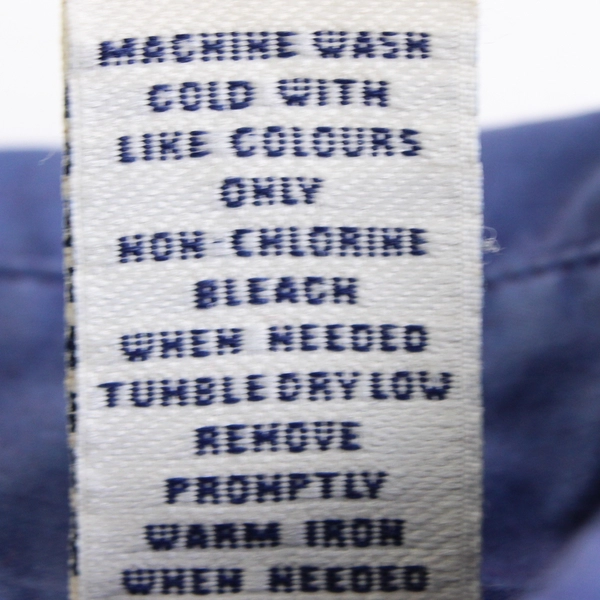 MACHINE WASH
COLD WITH
LIKE COLOURS
ONLY
NON-CHLORINE
BLEACH
WHEN NEEDED
TUMBLE DRY LOW
REMOVE
PROMPTLY
WARM IRON
WHEN NEEDED